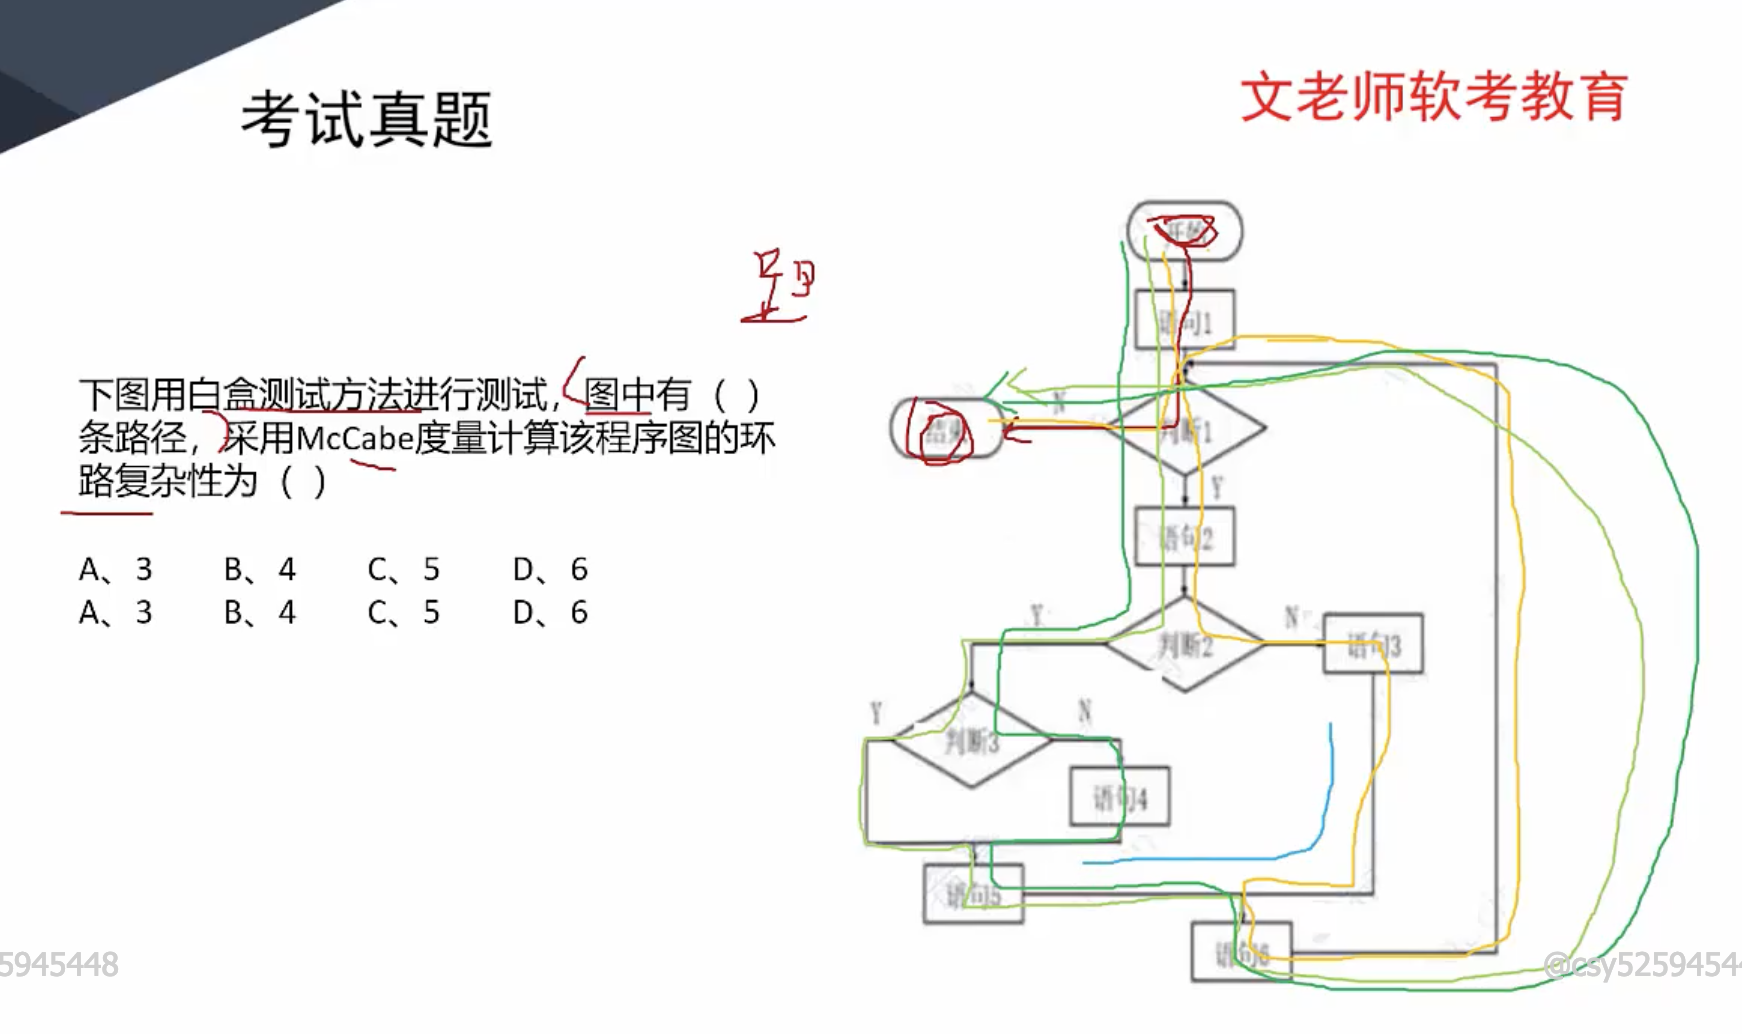 考试真题
文老师软考教育
下图用白盒测试方法进行测试，图中有（ ）
条路径，采用McCabe度量计算该程序图的环
路复杂性为（ ）
A、3 B、4 C、5 D、6
A、3 B、4 C、5 D、6
语句1
N
结束
判断1
Y
语句2
Y
判断2
N
语句3
Y
判断3
N
语句4
语句5
语句6
5945448
@csy52594544